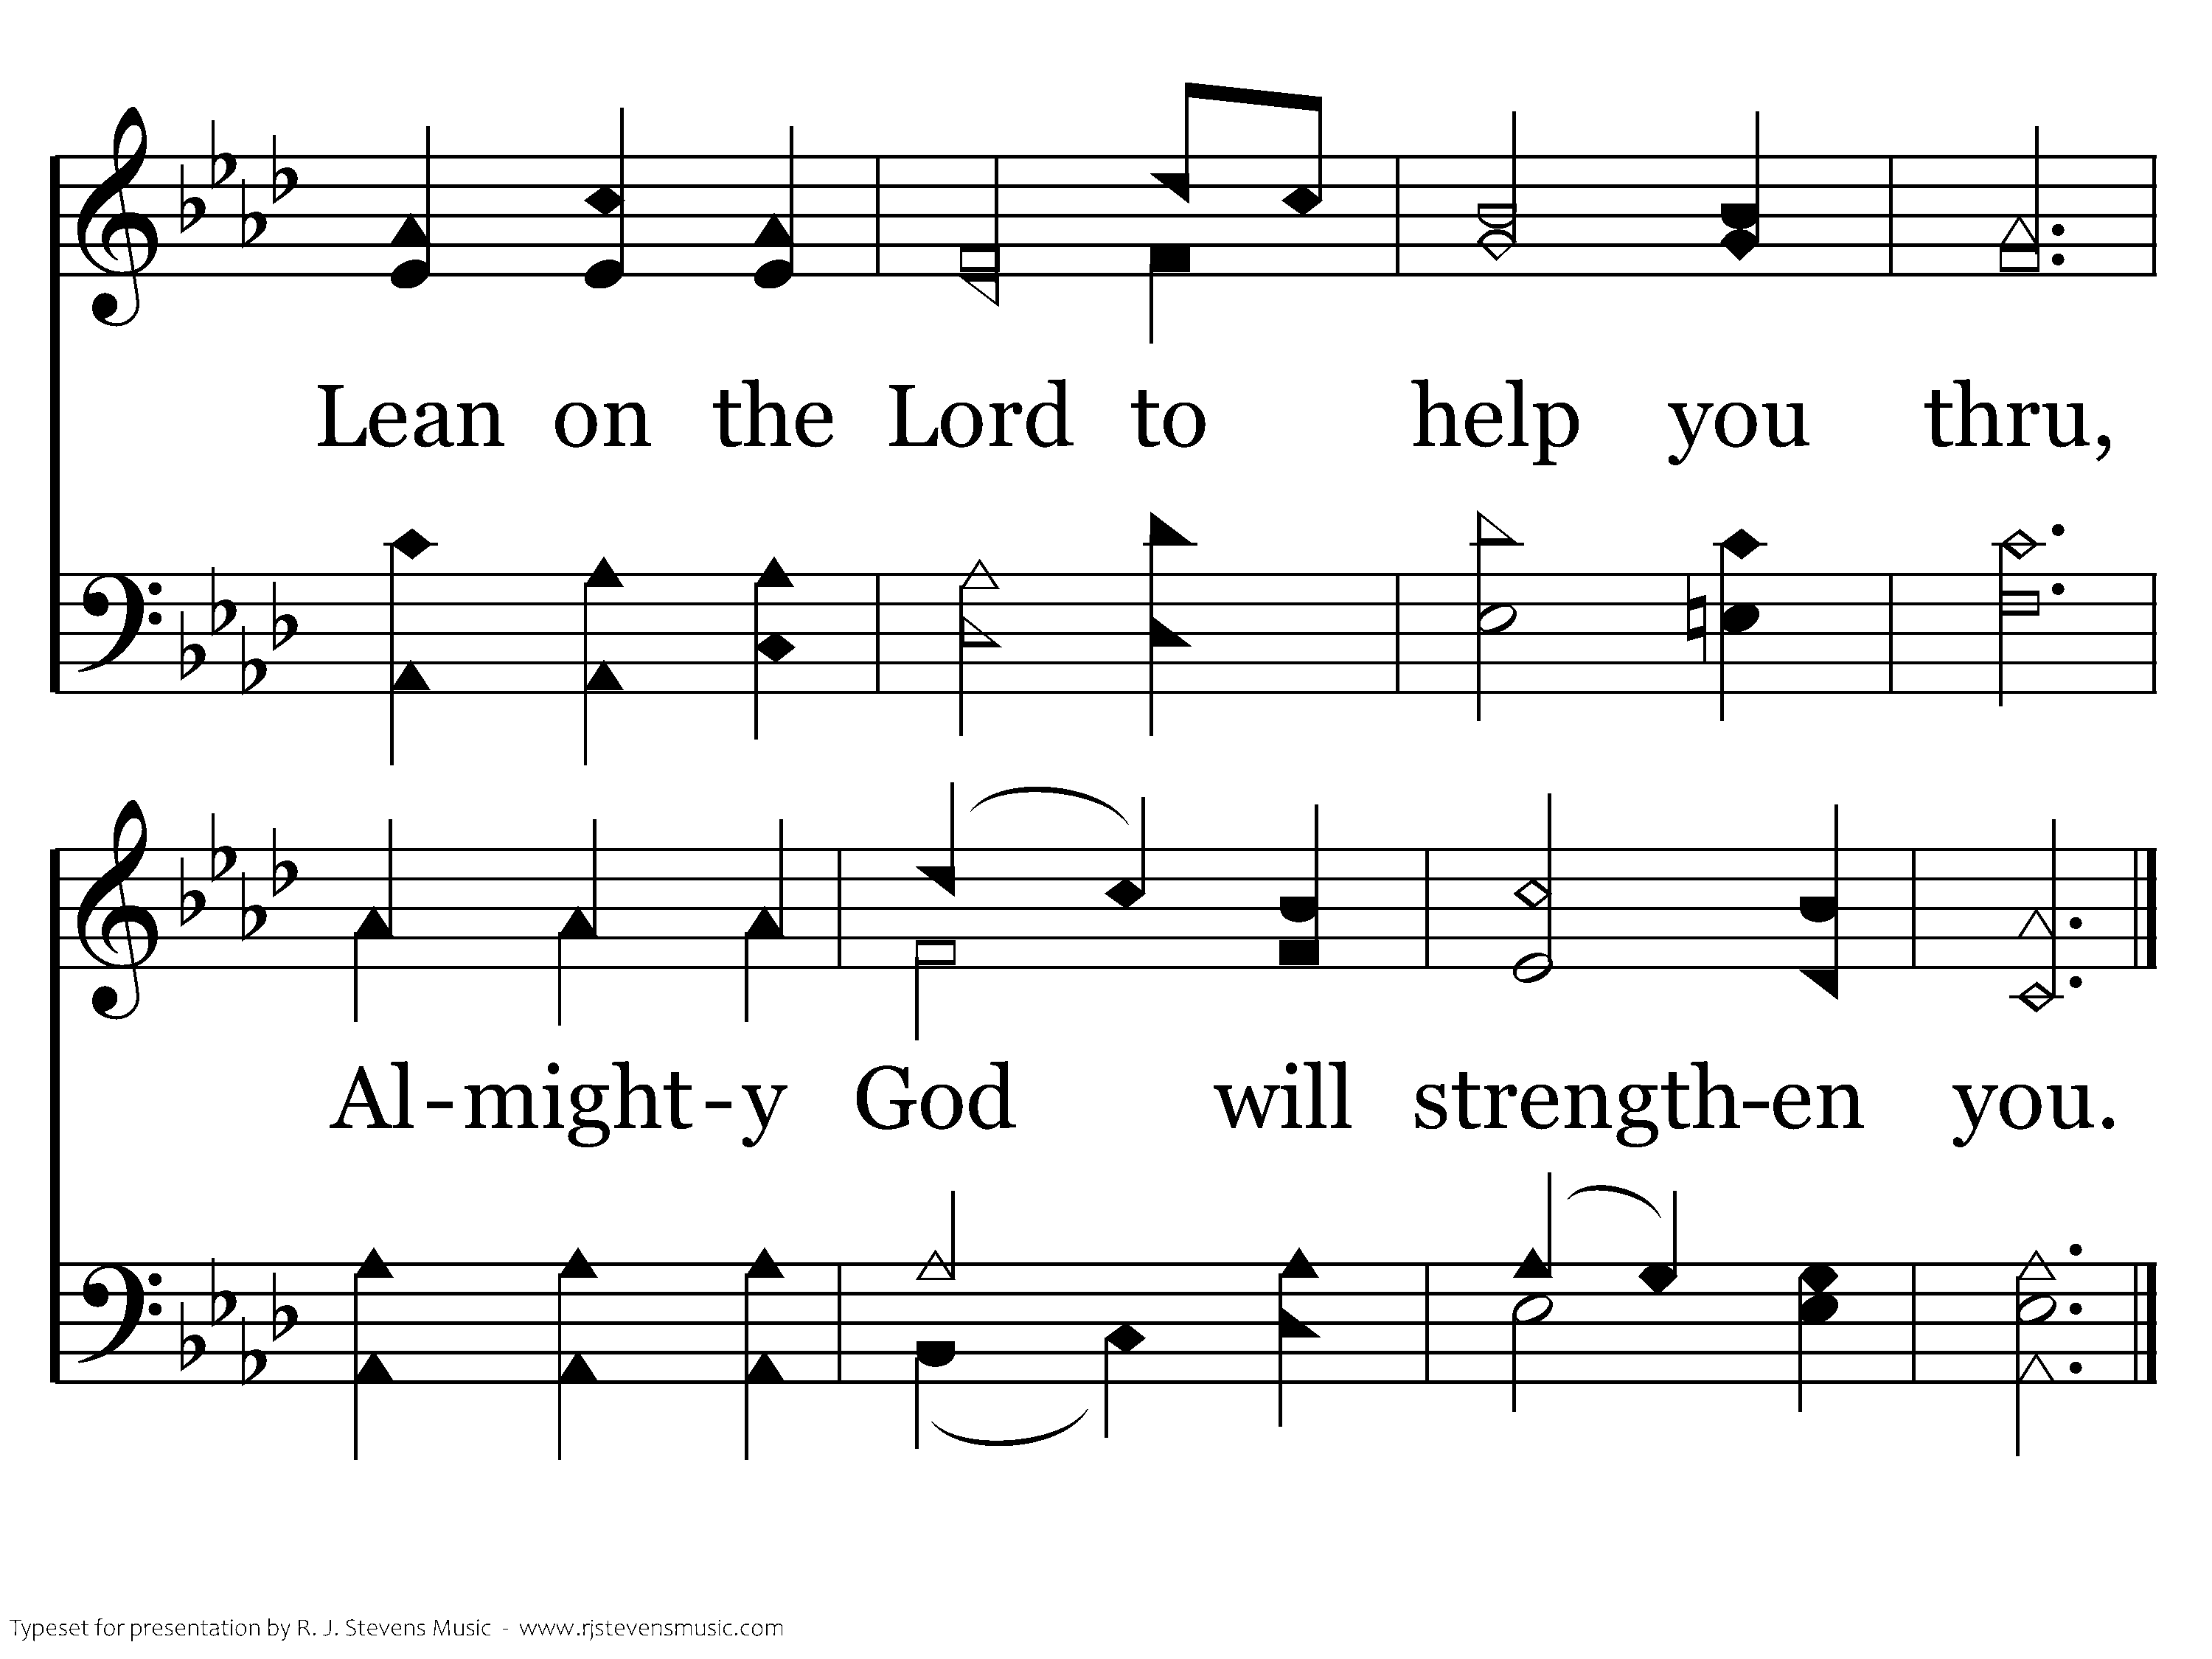 Lean on the Lord to help you thru,
Al-might-y God will strength-en you.
Typeset for presentation by R. J. Stevens Music - www.rjstevensmusic.com